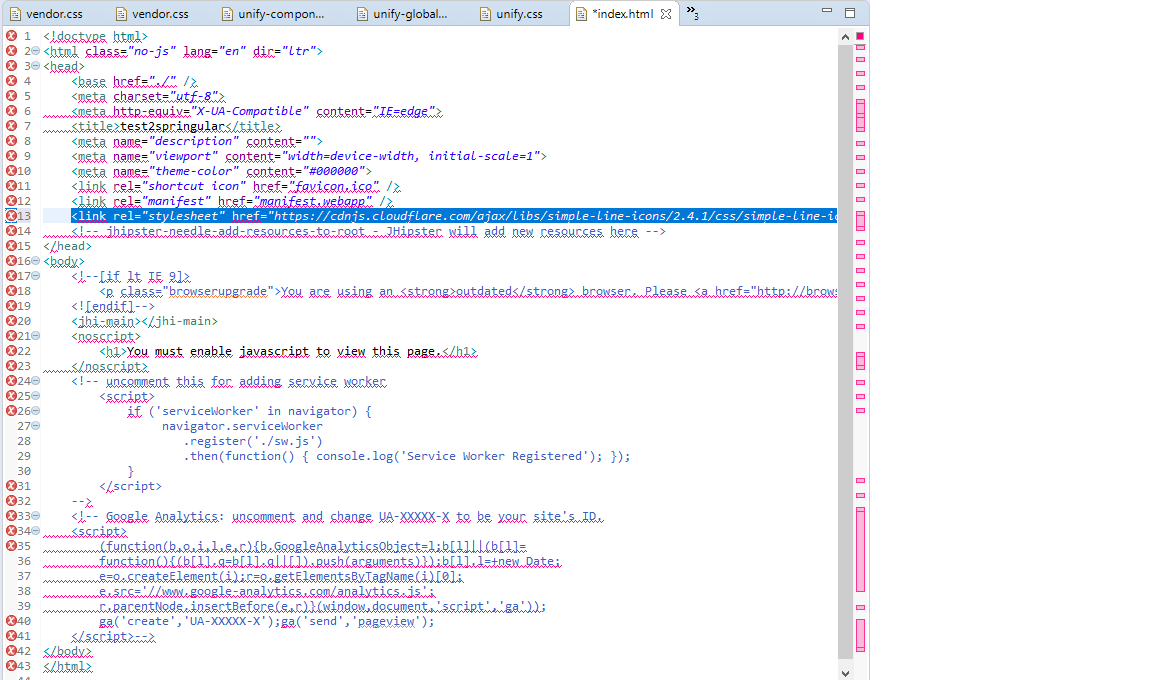 vendor.css vendor.css unify-compon... unify-global... unify.css *index.html »3
1 <!doctype html>
2 <html class="no-js" lang="en" dir="ltr">
3 <head>
4 <base href="./" />
5 <meta charset="utf-8">
6 <meta http-equiv="X-UA-Compatible" content="IE=edge">
7 <title>test2springular</title>
8 <meta name="description" content="">
9 <meta name="viewport" content="width=device-width, initial-scale=1">
10 <meta name="theme-color" content="#000000">
11 <link rel="shortcut icon" href="favicon.ico" />
12 <link rel="manifest" href="manifest.webapp" />
13 <link rel="stylesheet" href="https://cdnjs.cloudflare.com/ajax/libs/simple-line-icons/2.4.1/css/simple-line-ic
14 <!-- jhipster-needle-add-resources-to-root - JHipster will add new resources here -->
15 </head>
16 <body>
17 <!--[if lt IE 9]>
18 <p class="browserupgrade">You are using an <strong>outdated</strong> browser. Please <a href="http://brows
19 <![endif]-->
20 <jhi-main></jhi-main>
21 <noscript>
22 <h1>You must enable javascript to view this page.</h1>
23 </noscript>
24 <!-- uncomment this for adding service worker
25 <script>
26 if ('serviceWorker' in navigator) {
27 navigator.serviceWorker
28 .register('./sw.js')
29 .then(function() { console.log('Service Worker Registered'); });
30 }
31 </script>
32 -->
33 <!-- Google Analytics: uncomment and change UA-XXXXX-X to be your site's ID.
34 <script>
35 (function(b,o,i,l,e,r){b.GoogleAnalyticsObject=l;b[l]||(b[l]=
36 function(){(b[l].q=b[l].q||[]).push(arguments)});b[l].l=+new Date;
37 e=o.createElement(i);r=o.getElementsByTagName(i)[0];
38 e.src='//www.google-analytics.com/analytics.js';
39 r.parentNode.insertBefore(e,r)}(window,document,'script','ga'));
40 ga('create','UA-XXXXX-X');ga('send','pageview');
41 </script>-->
42 </body>
43 </html>